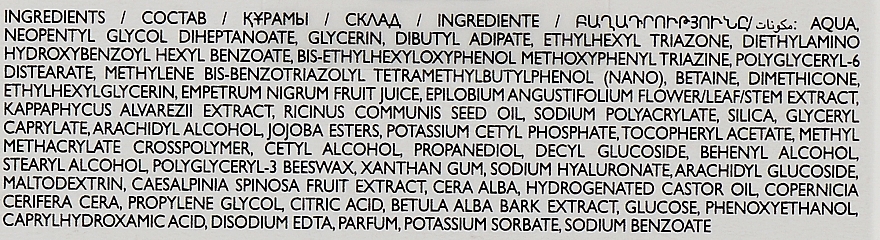 INGREDIENTS / СОСТАВ / ҚҰРАМЫ / СКЛАД / INGREDIENTE / ԲԱՂԱԴՐՈՒԹՅՈՒՆԸ/ مكونات: AQUA,
NEOPENTYL GLYCOL DIHEPTANOATE, GLYCERIN, DIBUTYL ADIPATE, ETHYLHEXYL TRIAZONE, DIETHYLAMINO
HYDROXYBENZOYL HEXYL BENZOATE, BIS-ETHYLHEXYLOXYPHENOL METHOXYPHENYL TRIAZINE, POLYGLYCERYL-6
DISTEARATE, METHYLENE BIS-BENZOTRIAZOLYL TETRAMETHYLBUTYLPHENOL (NANO), BETAINE, DIMETHICONE,
ETHYLHEXYLGLYCERIN, EMPETRUM NIGRUM FRUIT JUICE, EPILOBIUM ANGUSTIFOLIUM FLOWER/LEAF/STEM EXTRACT,
KAPPAPHYCUS ALVAREZII EXTRACT, RICINUS COMMUNIS SEED OIL, SODIUM POLYACRYLATE, SILICA, GLYCERYL
CAPRYLATE, ARACHIDYL ALCOHOL, JOJOBA ESTERS, POTASSIUM CETYL PHOSPHATE, TOCOPHERYL ACETATE, METHYL
METHACRYLATE CROSSPOLYMER, CETYL ALCOHOL, PROPANEDIOL, DECYL GLUCOSIDE, BEHENYL ALCOHOL,
STEARYL ALCOHOL, POLYGLYCERYL-3 BEESWAX, XANTHAN GUM, SODIUM HYALURONATE, ARACHIDYL GLUCOSIDE,
MALTODEXTRIN, CAESALPINIA SPINOSA FRUIT EXTRACT, CERA ALBA, HYDROGENATED CASTOR OIL, COPERNICIA
CERIFERA CERA, PROPYLENE GLYCOL, CITRIC ACID, BETULA ALBA BARK EXTRACT, GLUCOSE, PHENOXYETHANOL,
CAPRYLHYDROXAMIC ACID, DISODIUM EDTA, PARFUM, POTASSIUM SORBATE, SODIUM BENZOATE